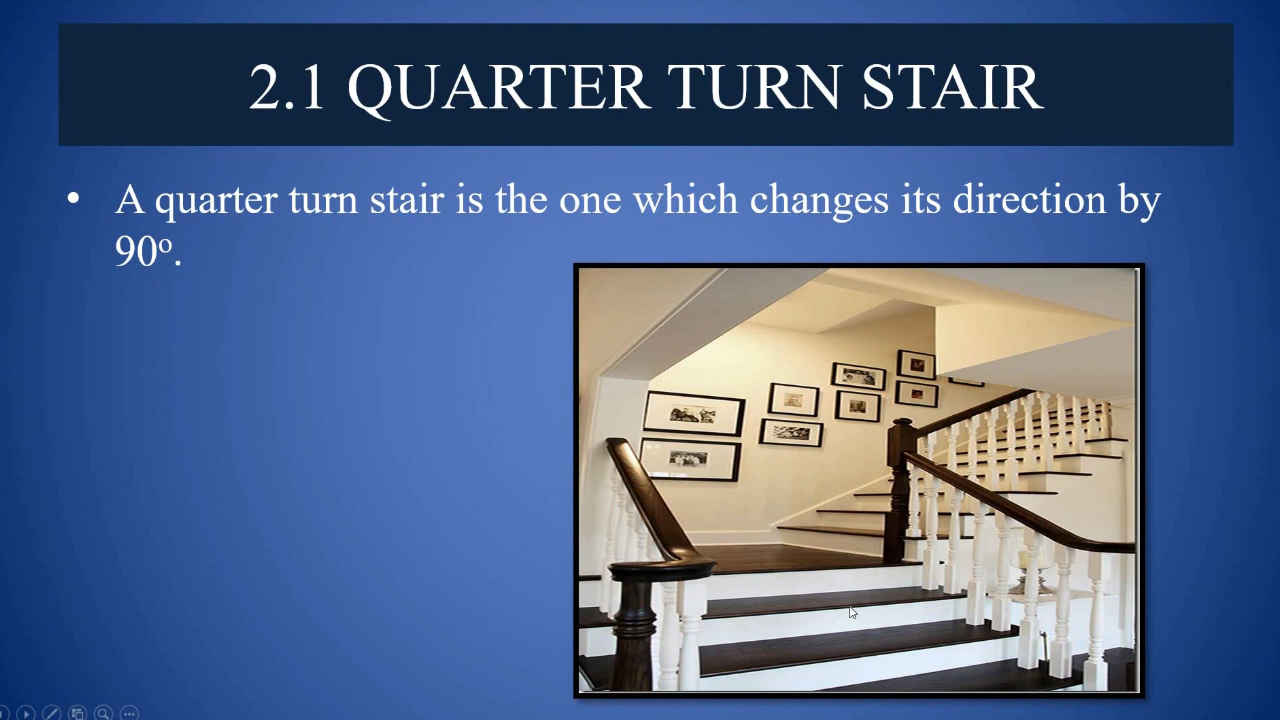 2.1 QUARTER TURN STAIR
• A quarter turn stair is the one which changes its direction by
90º.